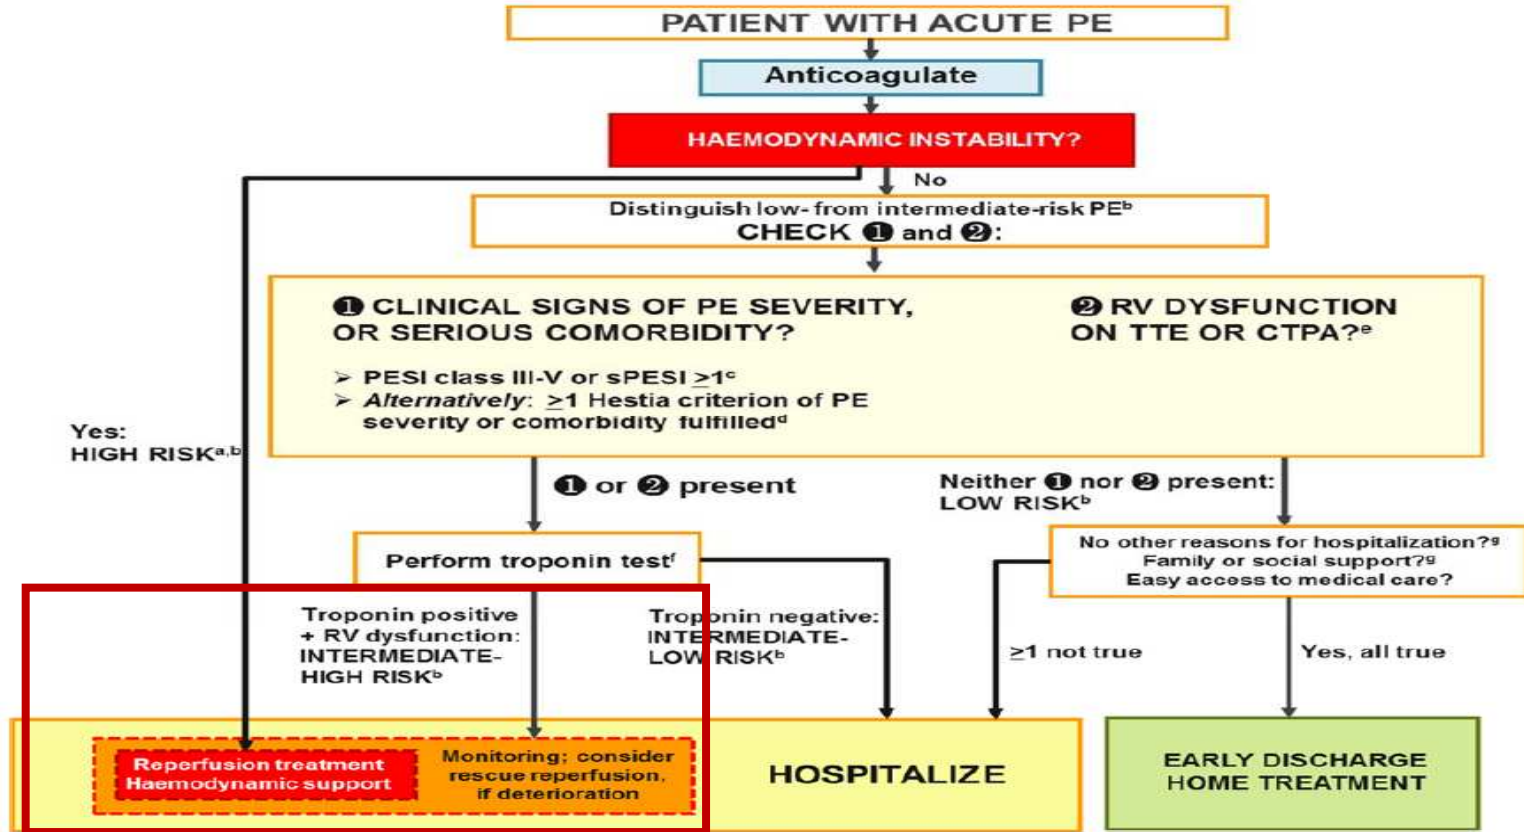 PATIENT WITH ACUTE PE
Anticoagulate
HAEMODYNAMIC INSTABILITY?
No
Distinguish low- from intermediate-risk PEᵇ
CHECK ❶ and ❷:
❶ CLINICAL SIGNS OF PE SEVERITY,
OR SERIOUS COMORBIDITY?
➢ PESI class III-V or sPESI ≥1ᶜ
➢ Alternatively: ≥1 Hestia criterion of PE
severity or comorbidity fulfilledᵈ
❷ RV DYSFUNCTION
ON TTE OR CTPA?ᵉ
Yes:
HIGH RISKᵃ,ᵇ
❶ or ❷ present
Neither ❶ nor ❷ present:
LOW RISKᵇ
Perform troponin testᶠ
No other reasons for hospitalization?ᵍ
Family or social support?ᵍ
Easy access to medical care?
Troponin positive
+ RV dysfunction:
INTERMEDIATE-
HIGH RISKᵇ
Troponin negative:
INTERMEDIATE-
LOW RISKᵇ
≥1 not true
Yes, all true
Reperfusion treatment
Haemodynamic support
Monitoring; consider
rescue reperfusion,
if deterioration
HOSPITALIZE
EARLY DISCHARGE
HOME TREATMENT